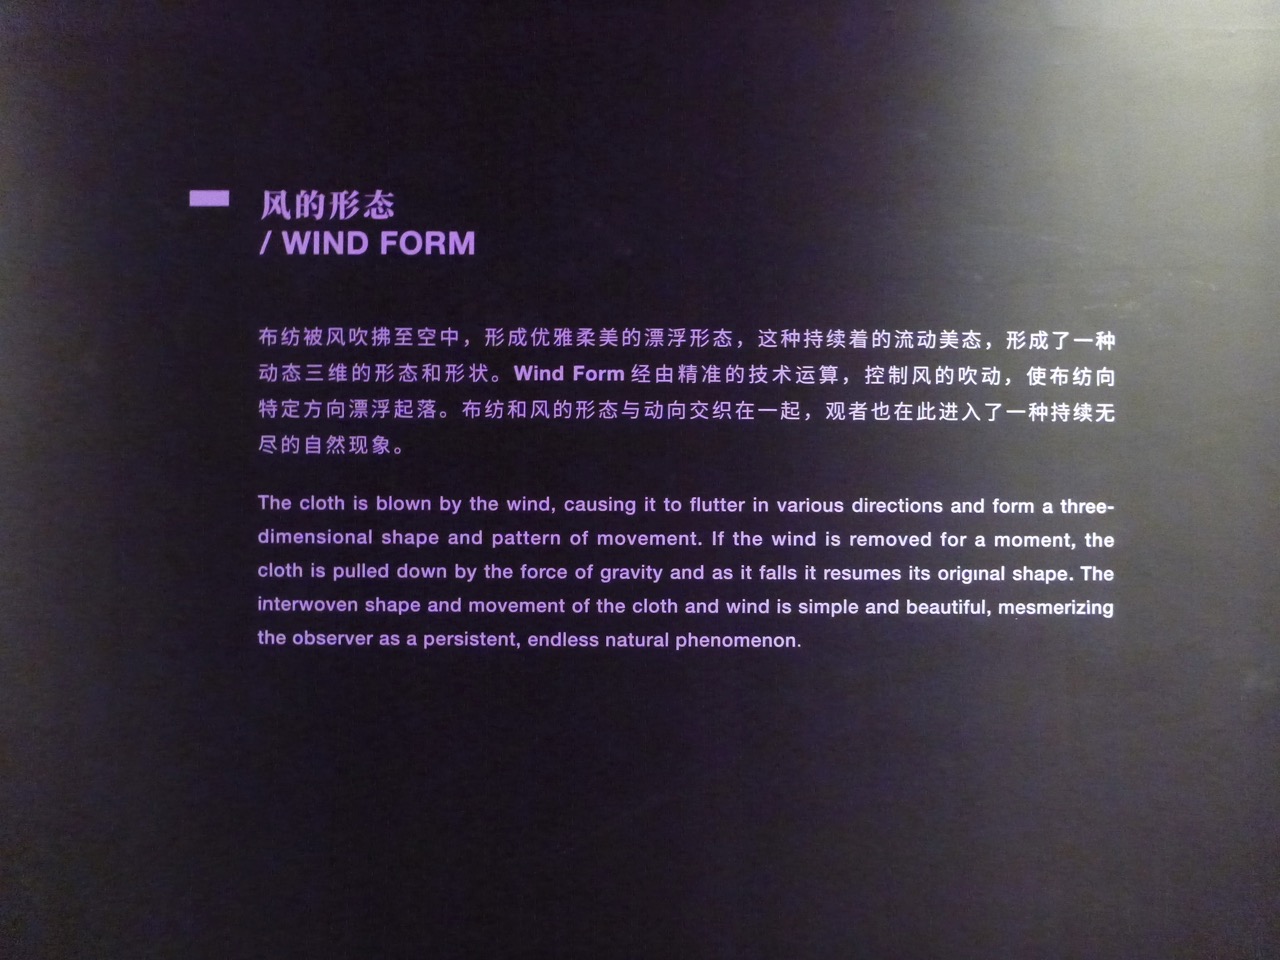 风的形态
/ WIND FORM
布纺被风吹拂至空中，形成优雅柔美的漂浮形态，这种持续着的流动美态，形成了一种
动态三维的形态和形状。Wind Form 经由精准的技术运算，控制风的吹动，使布纺向
特定方向漂浮起落。布纺和风的形态与动向交织在一起，观者也在此进入了一种持续无
尽的自然现象。
The cloth is blown by the wind, causing it to flutter in various directions and form a three-
dimensional shape and pattern of movement. If the wind is removed for a moment, the
cloth is pulled down by the force of gravity and as it falls it resumes its original shape. The
interwoven shape and movement of the cloth and wind is simple and beautiful, mesmerizing
the observer as a persistent, endless natural phenomenon.